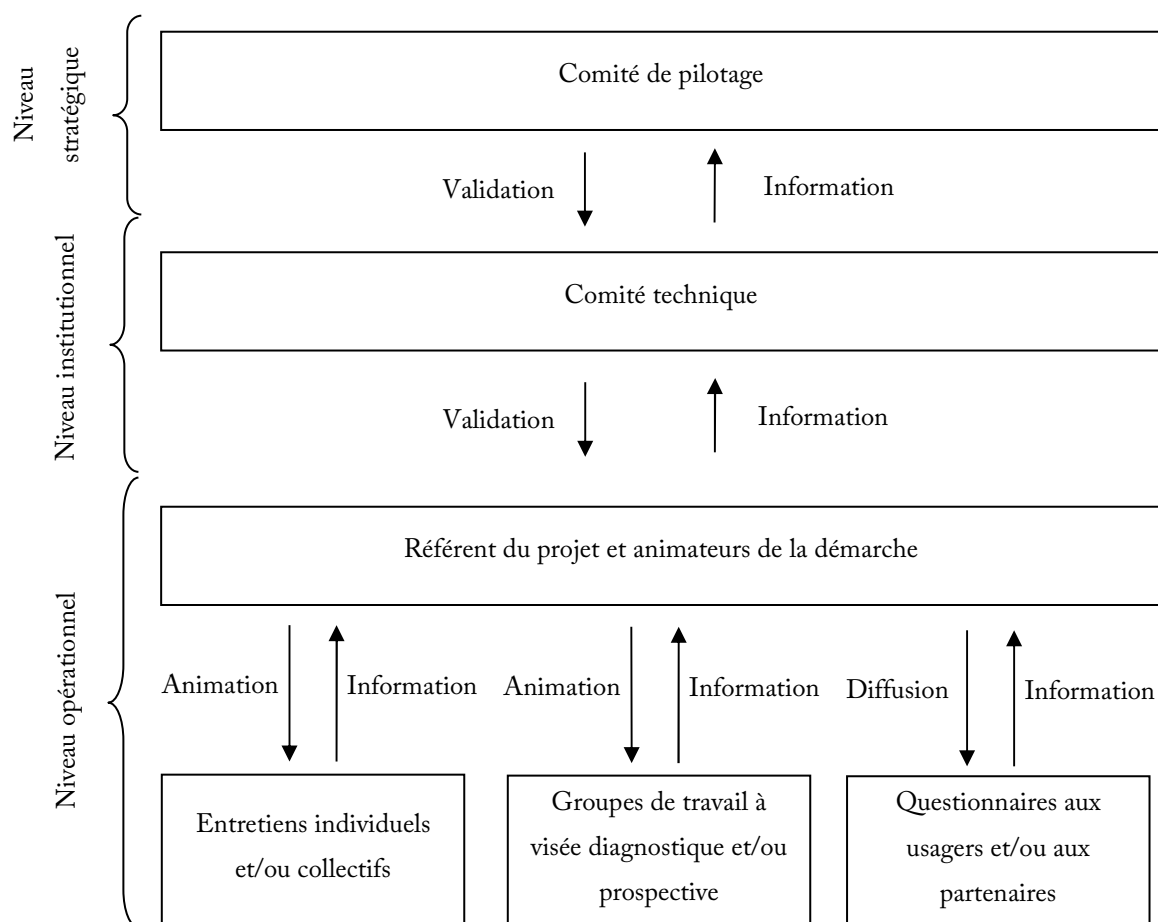 Niveau
stratégique
Comité de pilotage
Validation
Information
Niveau institutionnel
Comité technique
Validation
Information
Niveau opérationnel
Référent du projet et animateurs de la démarche
Animation
Information
Animation
Information
Diffusion
Information
Entretiens individuels
et/ou collectifs
Groupes de travail à
visée diagnostique et/ou
prospective
Questionnaires aux
usagers et/ou aux
partenaires